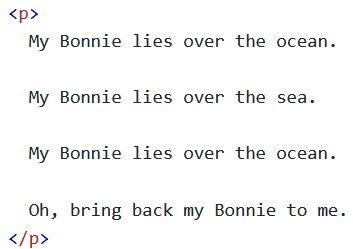 <p>
My Bonnie lies over the ocean.
My Bonnie lies over the sea.
My Bonnie lies over the ocean.
Oh, bring back my Bonnie to me.
</p>